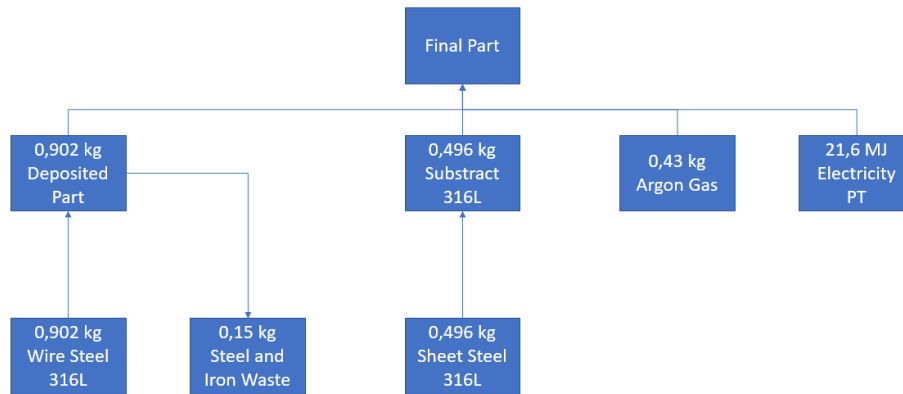 Final Part
0,902 kg
Deposited
Part
0,496 kg
Substract
316L
0,43 kg
Argon Gas
21,6 MJ
Electricity
PT
0,902 kg
Wire Steel
316L
0,15 kg
Steel and
Iron Waste
0,496 kg
Sheet Steel
316L